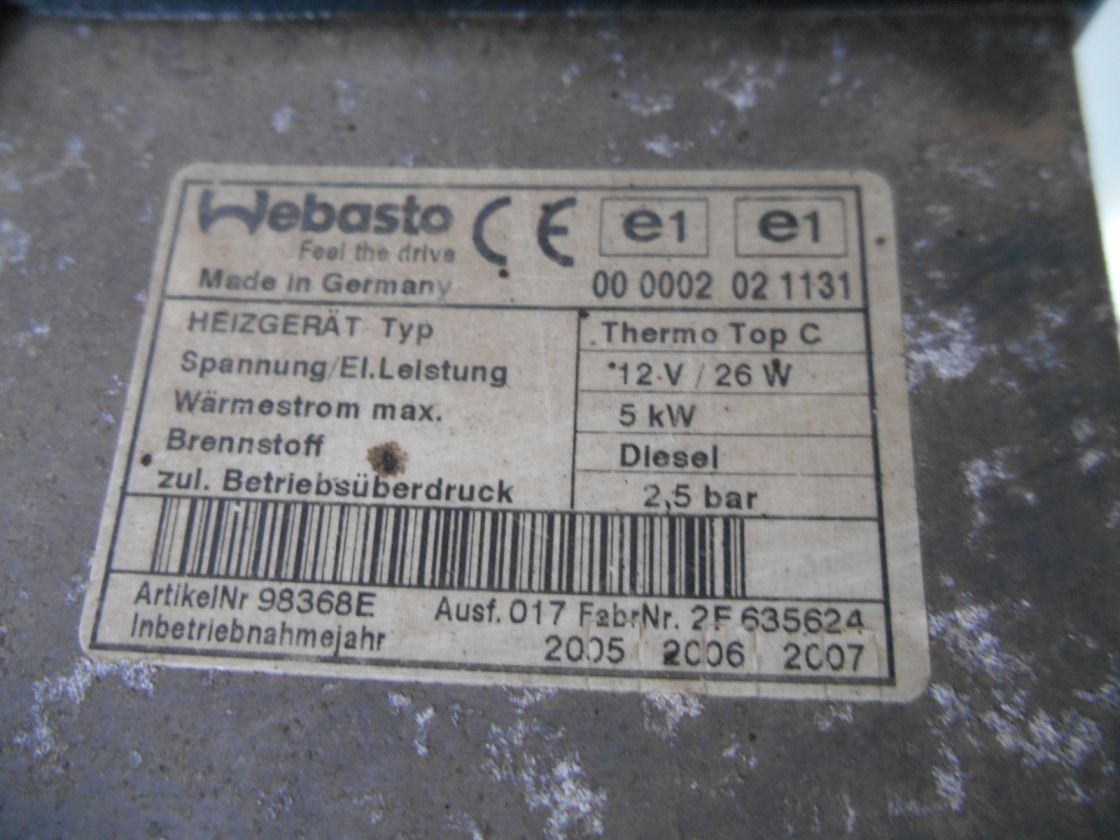 Webasto CE e1 e1
Feel the drive
Made in Germany 00 0002 02 1131
HEIZGERÄT Typ Thermo Top C
Spannung/El.Leistung 12 V / 26 W
Wärmestrom max. 5 kW
Brennstoff Diesel
zul. Betriebsüberdruck 2,5 bar
ArtikelNr 98368E Ausf. 017 FabrNr. 2F 635624
Inbetriebnahmejahr 2005 2006 2007